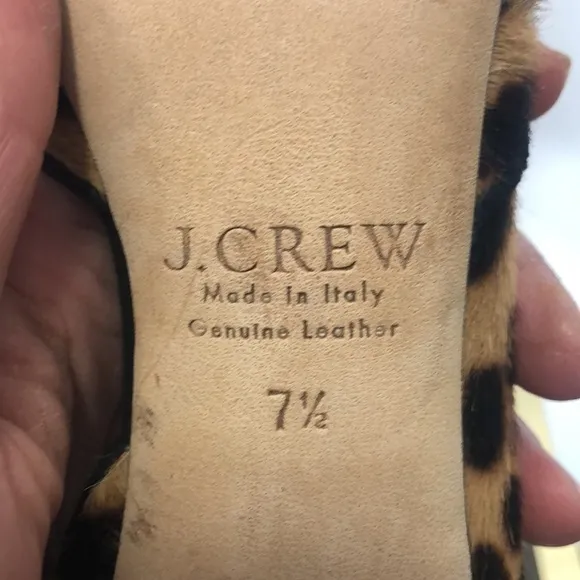 J.CREW
Made in Italy
Genuine Leather
7½